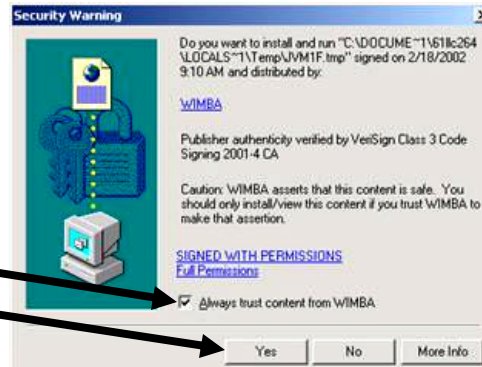 Security Warning
Do you want to install and run "C:\DOCUME~1\618c264
\LOCALS~1\Temp\JVM1F.tmp" signed on 2/18/2002
9:10 AM and distributed by:
WIMBA
Publisher authenticity verified by VeriSign Class 3 Code
Signing 2001-4 CA
Caution: WIMBA asserts that this content is safe. You
should only install/view this content if you trust WIMBA to
make that assertion.
SIGNED WITH PERMISSIONS
Full Permissions
Always trust content from WIMBA
Yes No More Info